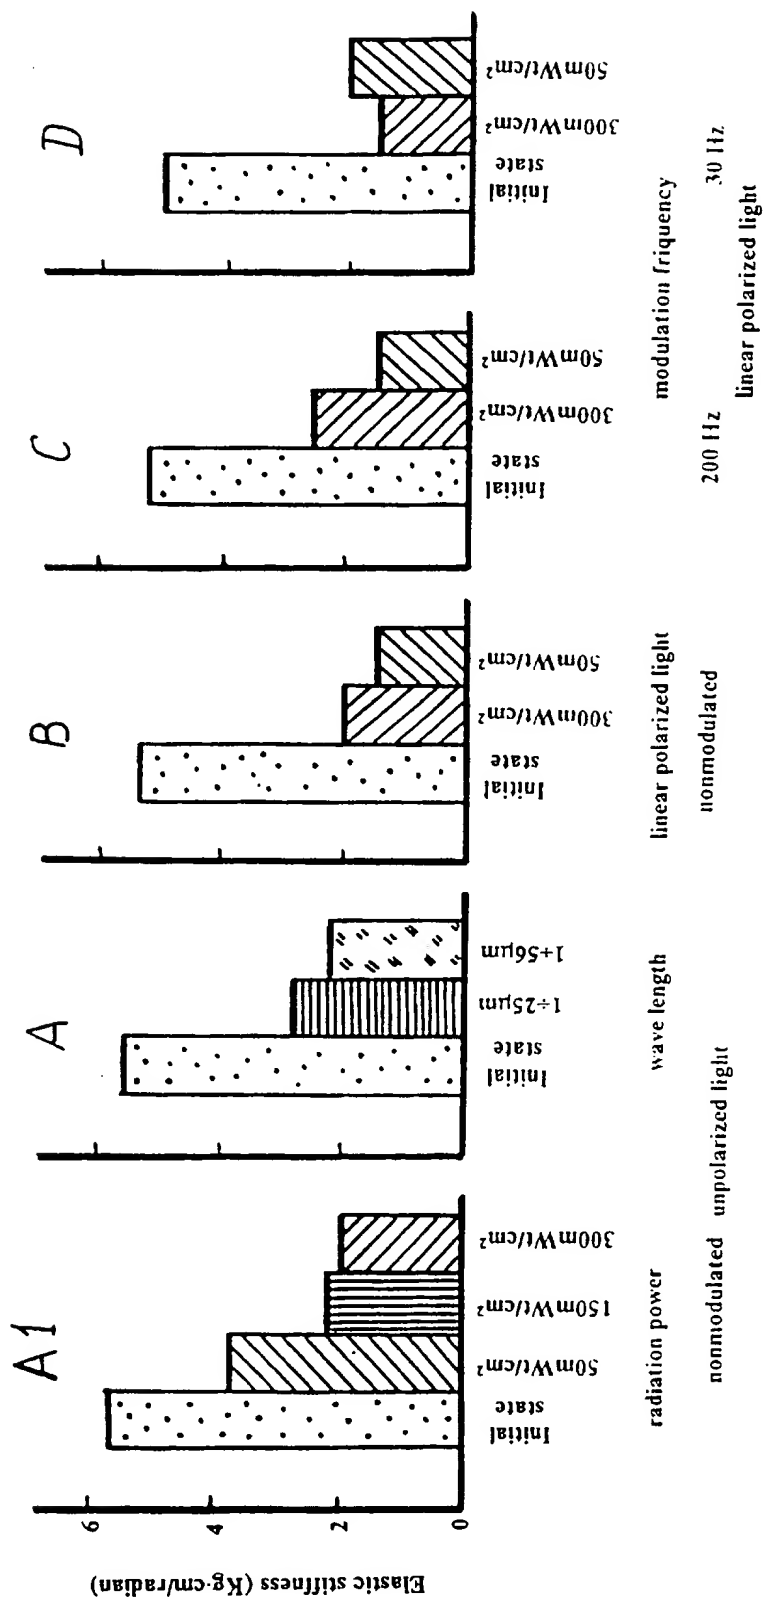 A1
A
B
C
D
Elastic stiffness (Kg·cm/radian)
6
4
2
0
Initial
state
50mWt/cm²
150mWt/cm²
300mWt/cm²
Initial
state
1÷25μm
1÷56μm
Initial
state
300mWt/cm²
50mWt/cm²
Initial
state
300mWt/cm²
50mWt/cm²
Initial
state
300mWt/cm²
50mWt/cm²
radiation power
wave length
nonmodulated unpolarized light
linear polarized light
nonmodulated
modulation friquency
200 Hz
30 Hz
linear polarized light